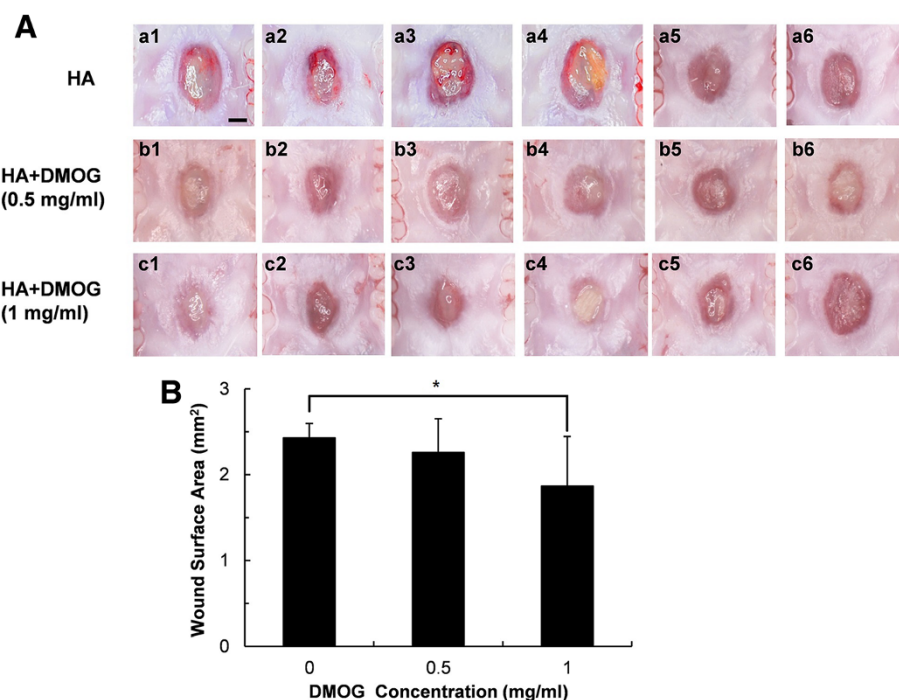 A
a1 a2 a3 a4 a5 a6
HA
b1 b2 b3 b4 b5 b6
HA+DMOG
(0.5 mg/ml)
c1 c2 c3 c4 c5 c6
HA+DMOG
(1 mg/ml)
B
3
*
2
1
0
Wound Surface Area (mm²)
0 0.5 1
DMOG Concentration (mg/ml)